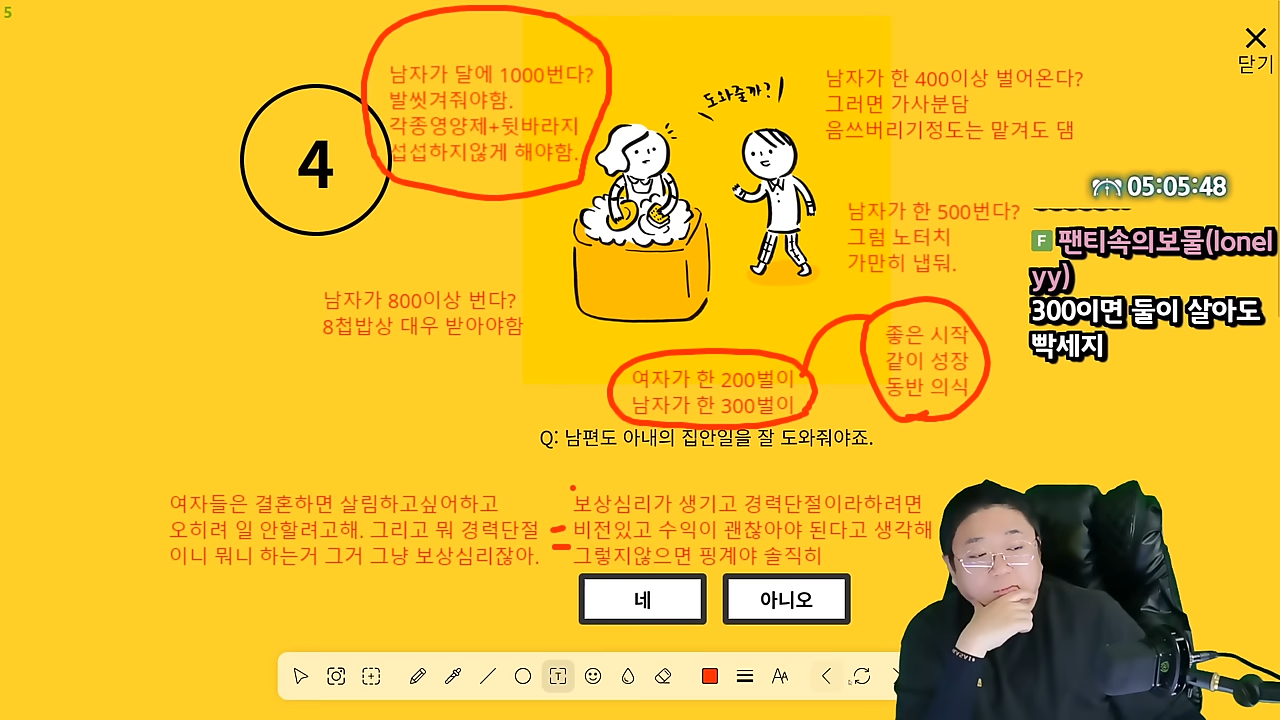 5
남자가 달에 1000번다?
발씻겨줘야함.
각종영양제+뒷바라지
섭섭하지않게 해야함.
4
도와줄까?
남자가 한 400이상 벌어온다?
그러면 가사분담
음쓰버리기정도는 맡겨도 댐
닫기
05:05:48
남자가 한 500번다?
그럼 노터치
가만히 냅둬.
F 팬티속의보물(lonel
yy)
300이면 둘이 살아도
빡세지
남자가 800이상 번다?
8첩밥상 대우 받아야함
좋은 시작
같이 성장
동반 의식
여자가 한 200벌이
남자가 한 300벌이
Q: 남편도 아내의 집안일을 잘 도와줘야죠.
여자들은 결혼하면 살림하고싶어하고
오히려 일 안할려고해. 그리고 뭐 경력단절
이니 뭐니 하는거 그거 그냥 보상심리잖아.
보상심리가 생기고 경력단절이라하려면
비전있고 수익이 괜찮아야 된다고 생각해
그렇지않으면 핑계야 솔직히
네
아니오